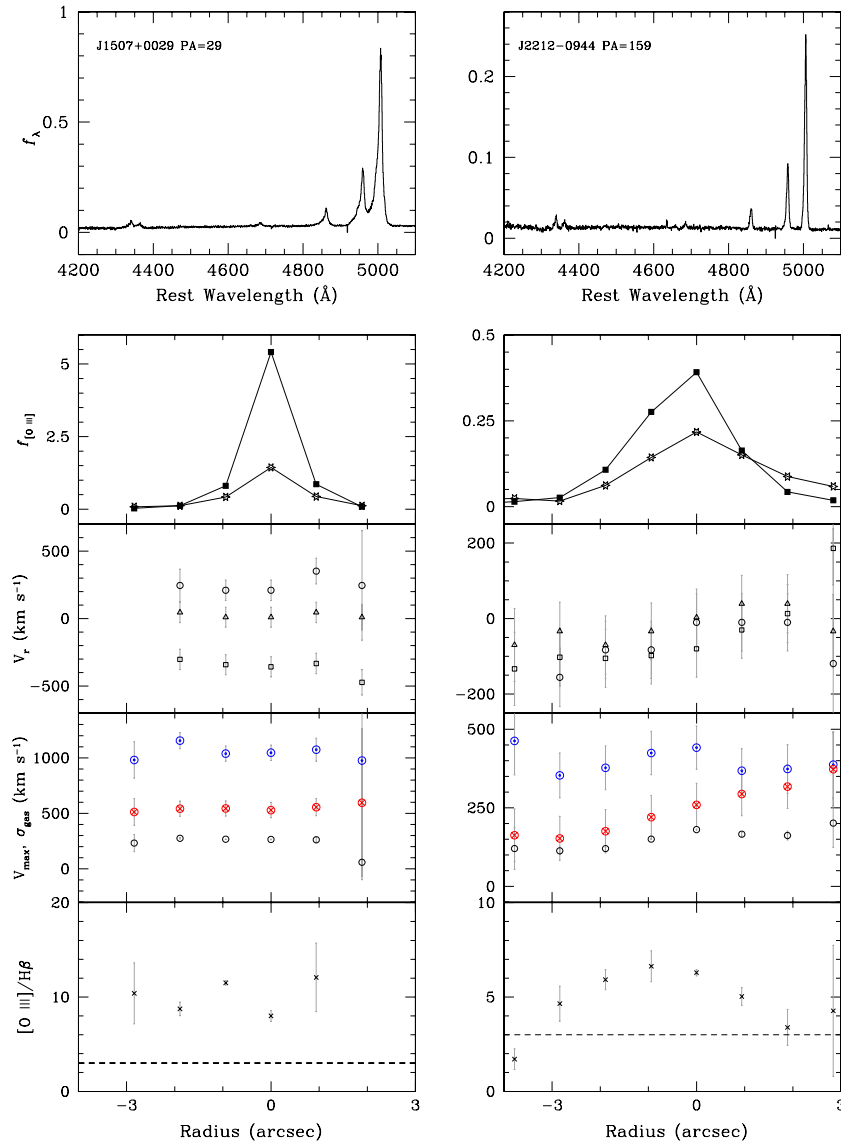 J1507+0029 PA=29
J2212−0944 PA=159
1
0.5
0
f_λ
0.2
0.1
0
4200 4400 4600 4800 5000
4200 4400 4600 4800 5000
Rest Wavelength (Å)
Rest Wavelength (Å)
5
2.5
0
f_[O III]
0.5
0.25
0
500
0
−500
V_r (km s⁻¹)
200
0
−200
1000
500
0
V_max, σ_gas (km s⁻¹)
500
250
0
20
10
0
[O III]/Hβ
10
5
0
−3 0 3
−3 0 3
Radius (arcsec)
Radius (arcsec)